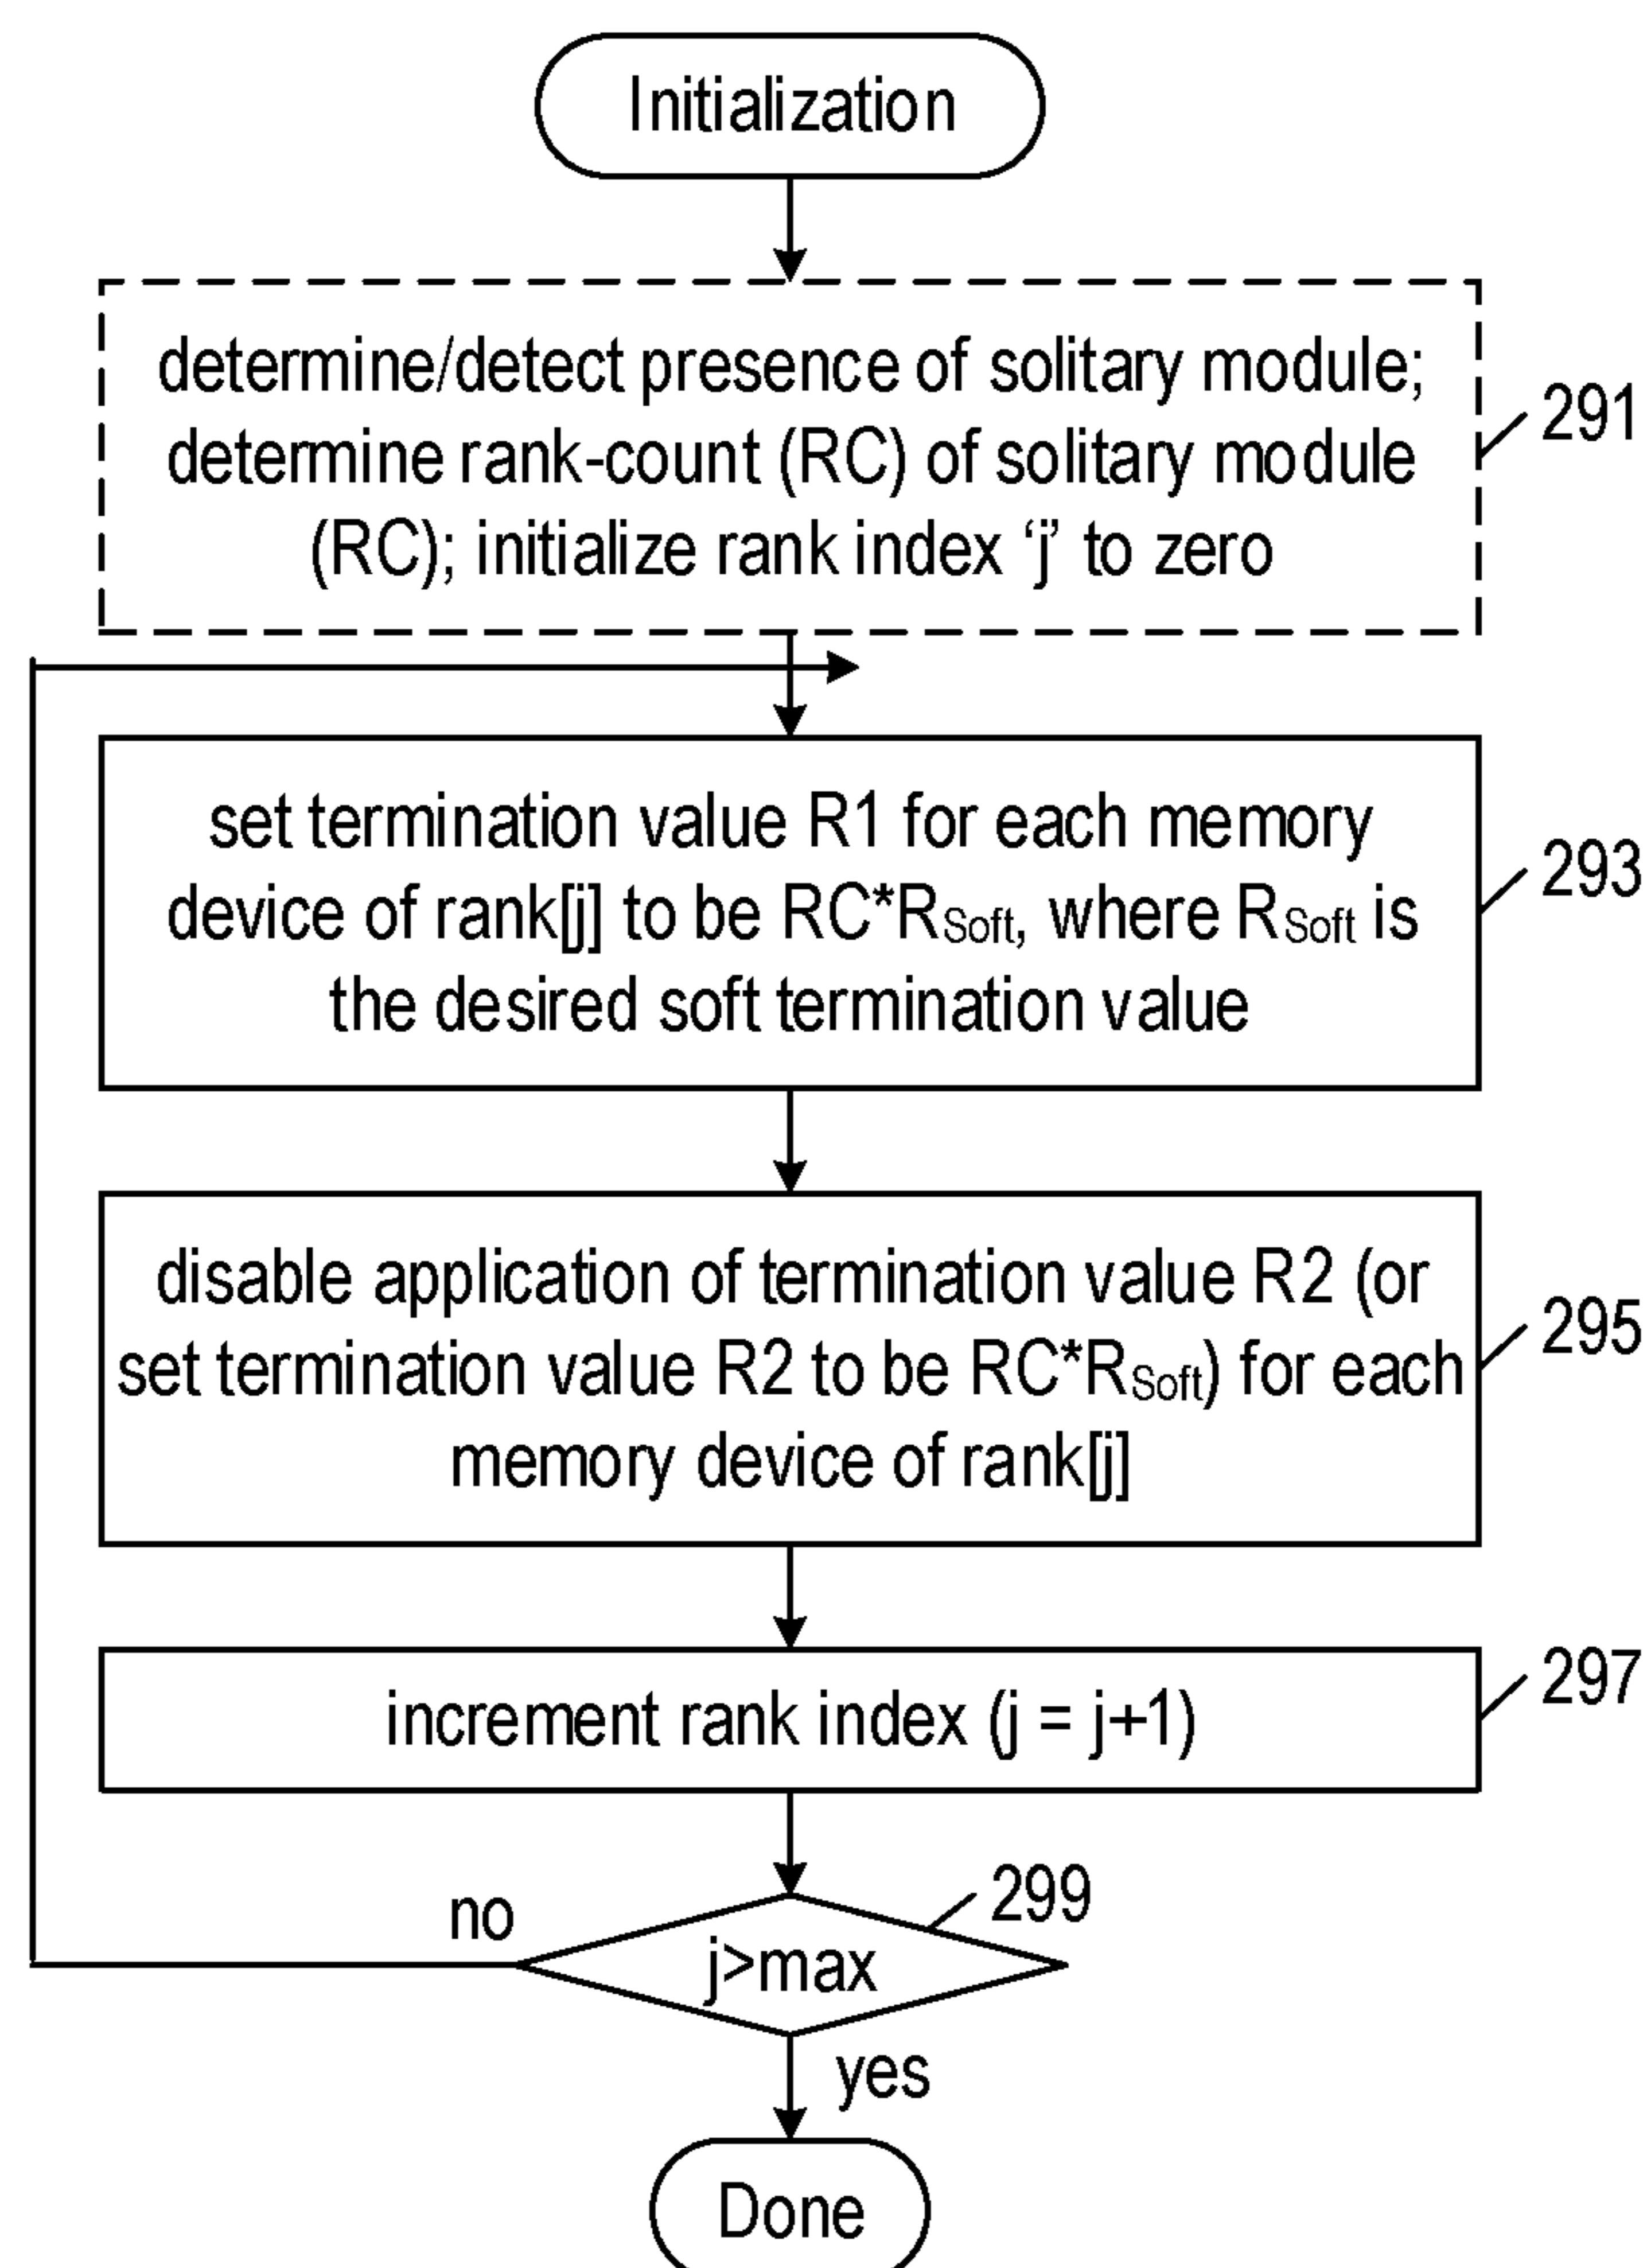 Initialization
determine/detect presence of solitary module;
determine rank-count (RC) of solitary module
(RC); initialize rank index ‘j’ to zero
291
set termination value R1 for each memory
device of rank[j] to be RC*RSoft, where RSoft is
the desired soft termination value
293
disable application of termination value R2 (or
set termination value R2 to be RC*RSoft) for each
memory device of rank[j]
295
increment rank index (j = j+1)
297
no
299
j>max
yes
Done